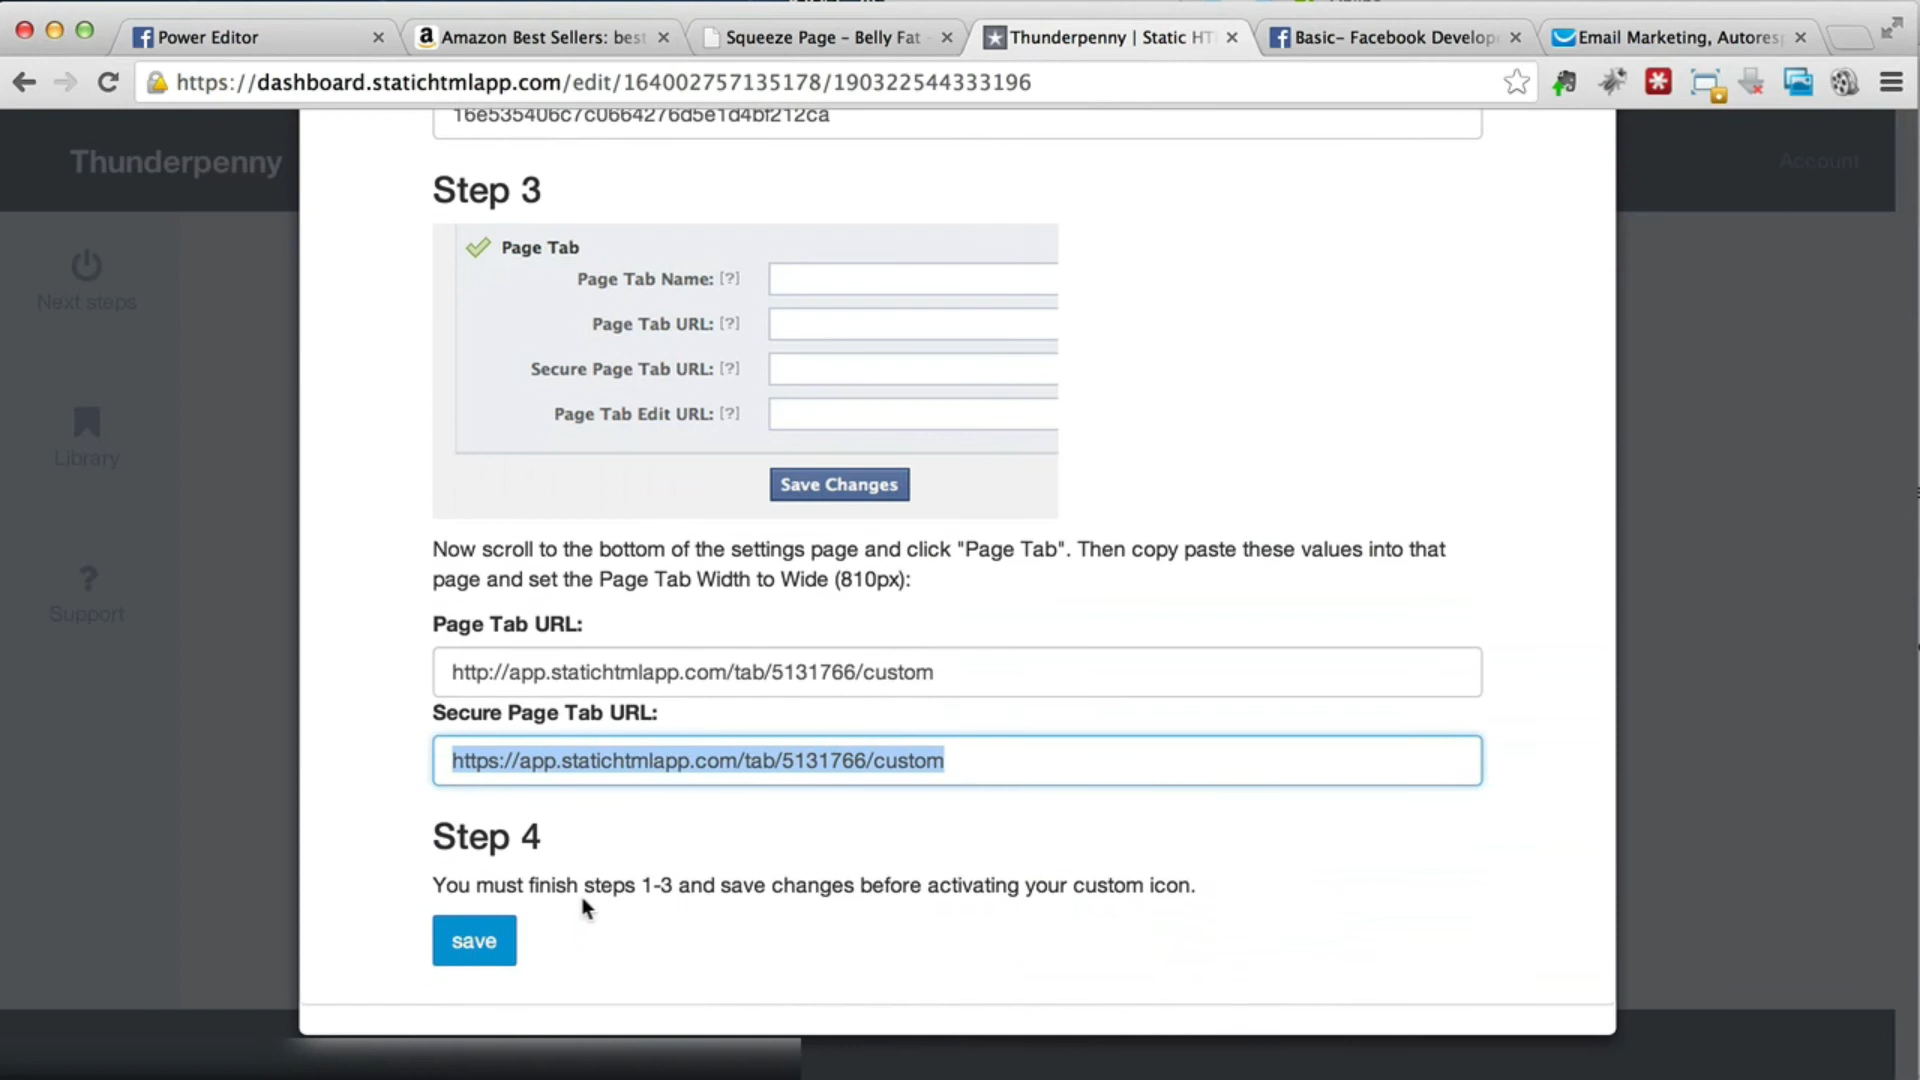 Power Editor
Amazon Best Sellers: best
Squeeze Page – Belly Fat
Thunderpenny | Static HT
Basic– Facebook Develop
Email Marketing, Autores
https://dashboard.statichtmlapp.com/edit/164002757135178/190322544333196
16e535406c7c0664276d5e1d4bf212ca
Thunderpenny
Account
Next steps
Library
Support
Step 3
Page Tab
Page Tab Name: [?]
Page Tab URL: [?]
Secure Page Tab URL: [?]
Page Tab Edit URL: [?]
Save Changes
Now scroll to the bottom of the settings page and click "Page Tab". Then copy paste these values into that
page and set the Page Tab Width to Wide (810px):
Page Tab URL:
http://app.statichtmlapp.com/tab/5131766/custom
Secure Page Tab URL:
https://app.statichtmlapp.com/tab/5131766/custom
Step 4
You must finish steps 1-3 and save changes before activating your custom icon.
save